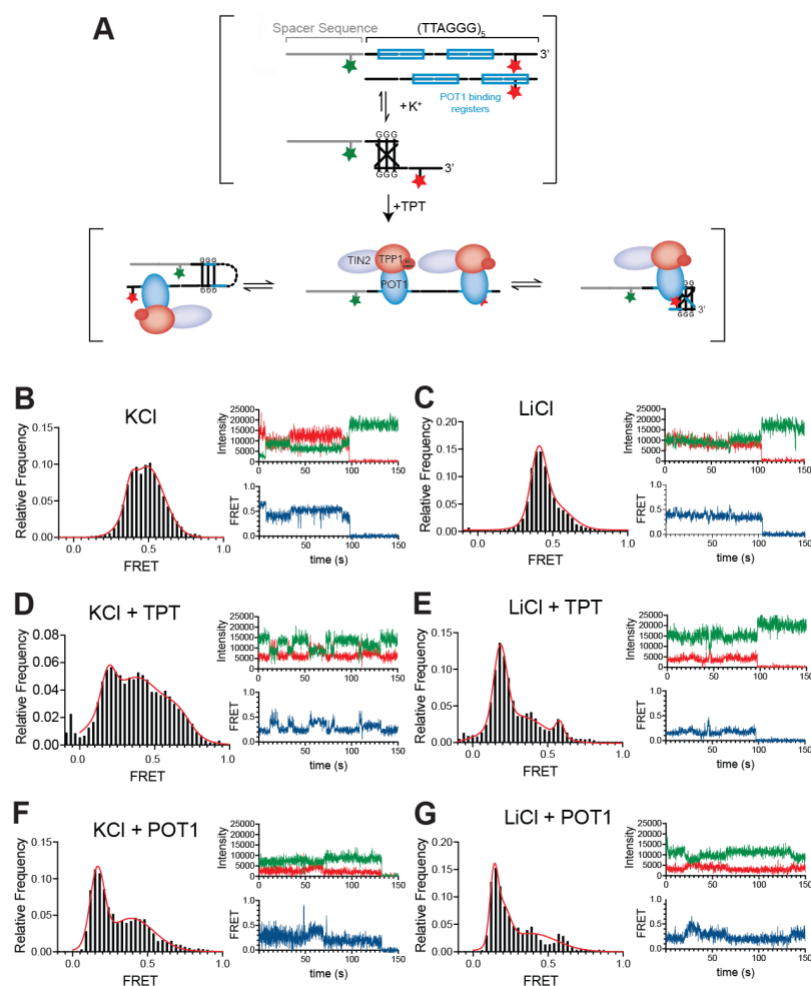 A
Spacer Sequence
(TTAGGG)5
3'
POT1 binding
registers
+K+
GGG
GGG
3'
+TPT
GGG
GGG
TIN2
TPP1
POT1
GG
GGG
3'
B
KCl
Relative Frequency
0.15
0.10
0.05
0.00
0.0
0.5
1.0
FRET
Intensity
25000
20000
15000
10000
5000
0
0
50
100
150
FRET
1.0
0.5
0.0
0
50
100
150
time (s)
C
LiCl
Relative Frequency
0.20
0.15
0.10
0.05
0.00
0.0
0.5
1.0
FRET
Intensity
25000
20000
15000
10000
5000
0
0
50
100
150
FRET
1.0
0.5
0.0
0
50
100
150
time (s)
D
KCl + TPT
Relative Frequency
0.08
0.06
0.04
0.02
0.00
0.0
0.5
1.0
FRET
Intensity
25000
20000
15000
10000
5000
0
0
50
100
150
FRET
1.0
0.5
0.0
0
50
100
150
time (s)
E
LiCl + TPT
Relative Frequency
0.15
0.10
0.05
0.00
0.0
0.5
1.0
FRET
Intensity
25000
20000
15000
10000
5000
0
0
50
100
150
FRET
1.0
0.5
0.0
0
50
100
150
time (s)
F
KCl + POT1
Relative Frequency
0.15
0.10
0.05
0.00
0.0
0.5
1.0
FRET
Intensity
25000
20000
15000
10000
5000
0
0
50
100
150
FRET
1.0
0.5
0.0
0
50
100
150
time (s)
G
LiCl + POT1
Relative Frequency
0.20
0.15
0.10
0.05
0.00
0.0
0.5
1.0
FRET
Intensity
25000
20000
15000
10000
5000
0
0
50
100
150
FRET
1.0
0.5
0.0
0
50
100
150
time (s)